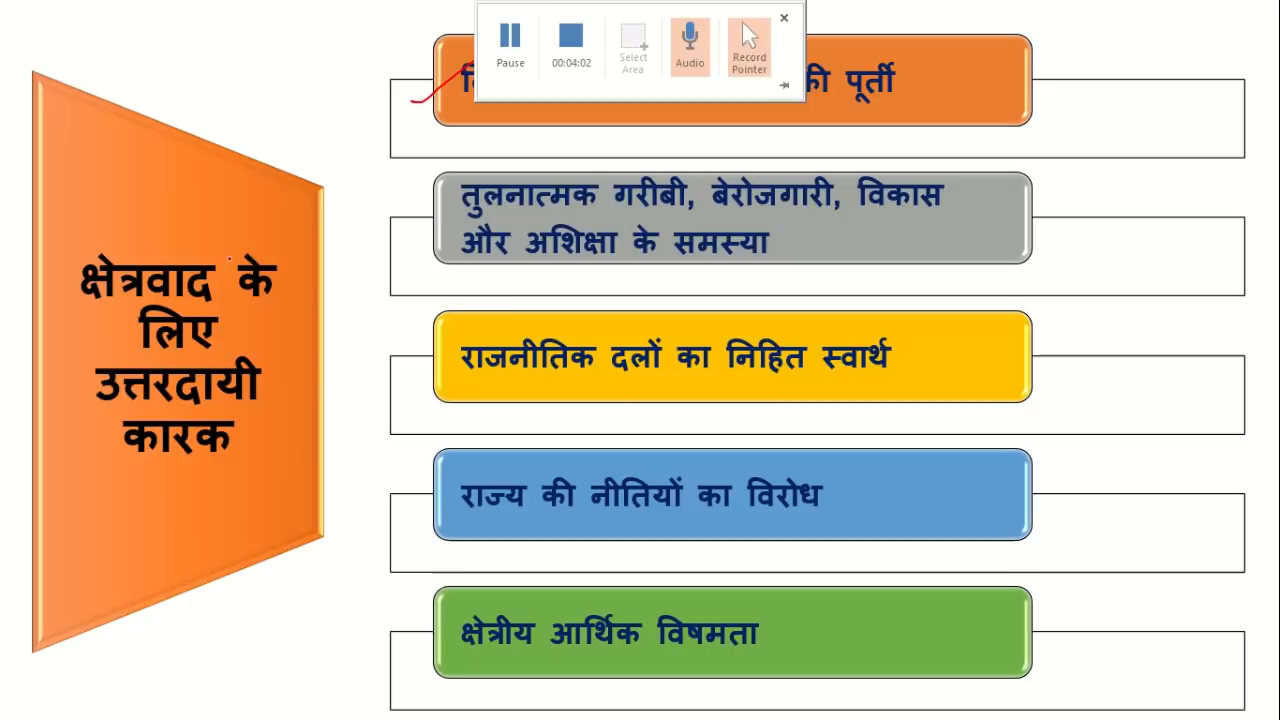 Pause
00:04:02
Select
Area
Audio
Record
Pointer
की पूर्ती
तुलनात्मक गरीबी, बेरोजगारी, विकास
और अशिक्षा के समस्या
राजनीतिक दलों का निहित स्वार्थ
राज्य की नीतियों का विरोध
क्षेत्रीय आर्थिक विषमता
क्षेत्रवाद के
लिए
उत्तरदायी
कारक